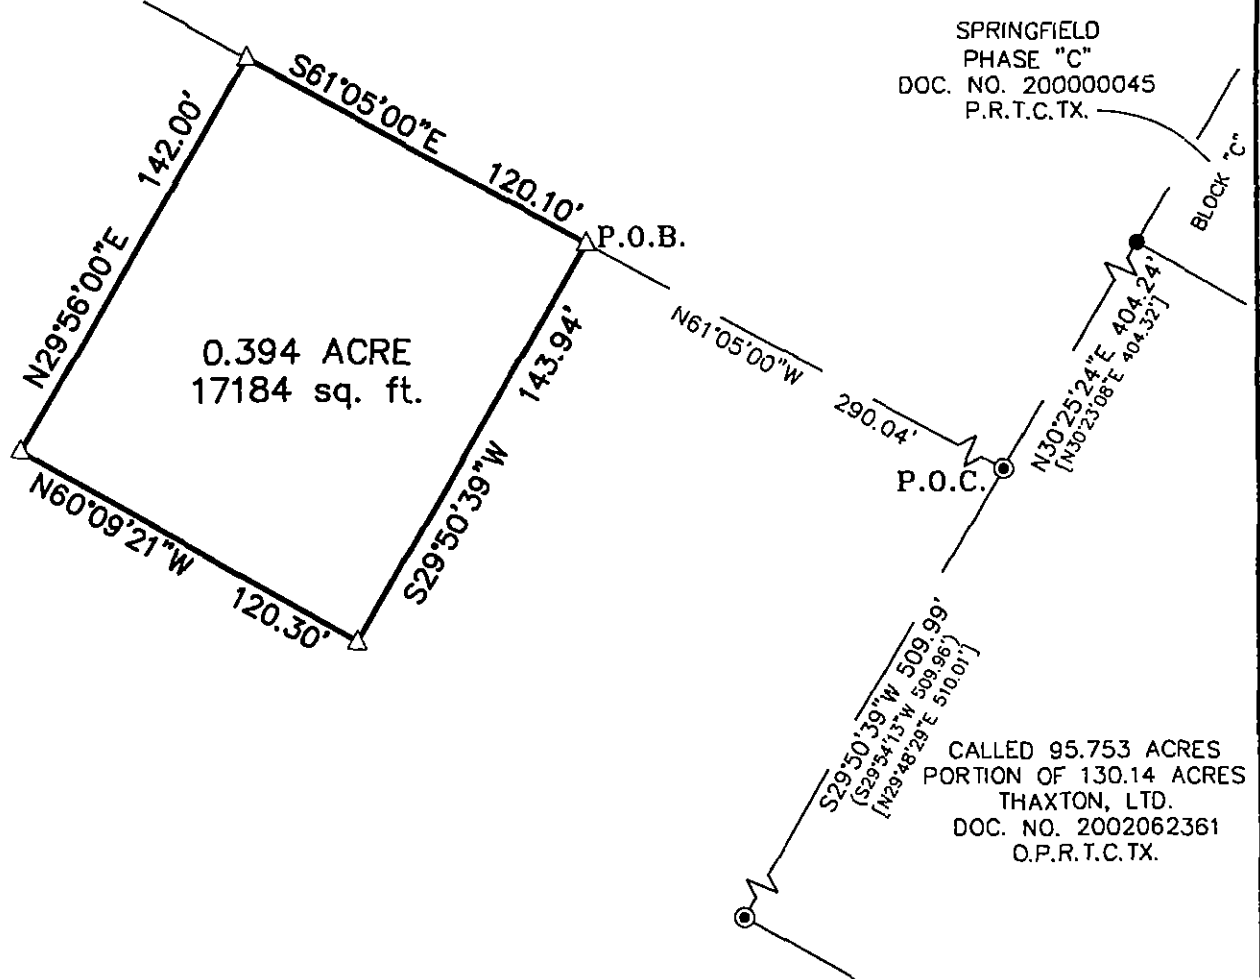 SPRINGFIELD
PHASE "C"
DOC. NO. 200000045
P.R.T.C.TX.
BLOCK "C"
S61°05'00"E 120.10'
142.00'
N29°56'00"E
P.O.B.
0.394 ACRE
17184 sq. ft.
143.94'
S29°50'39"W
N60°09'21"W 120.30'
N61°05'00"W 290.04'
P.O.C.
N30°25'24"E 404.24'
[N30°23'08"E 404.32']
S29°50'39"W 509.99'
(S29°54'13"W 509.96')
[N29°48'29"E 510.01']
CALLED 95.753 ACRES
PORTION OF 130.14 ACRES
THAXTON, LTD.
DOC. NO. 2002062361
O.P.R.T.C.TX.